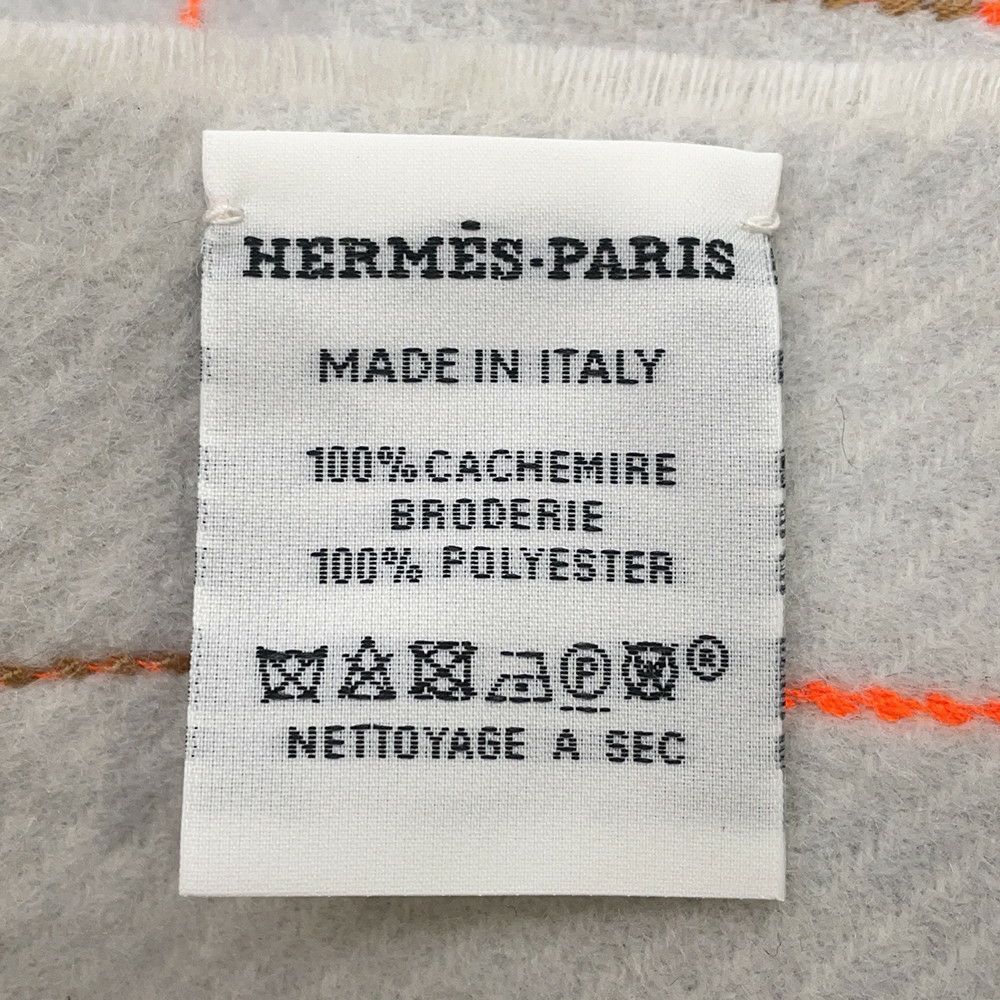 HERMÈS-PARIS
MADE IN ITALY
100% CACHEMIRE
BRODERIE
100% POLYESTER
P W ®
NETTOYAGE A SEC